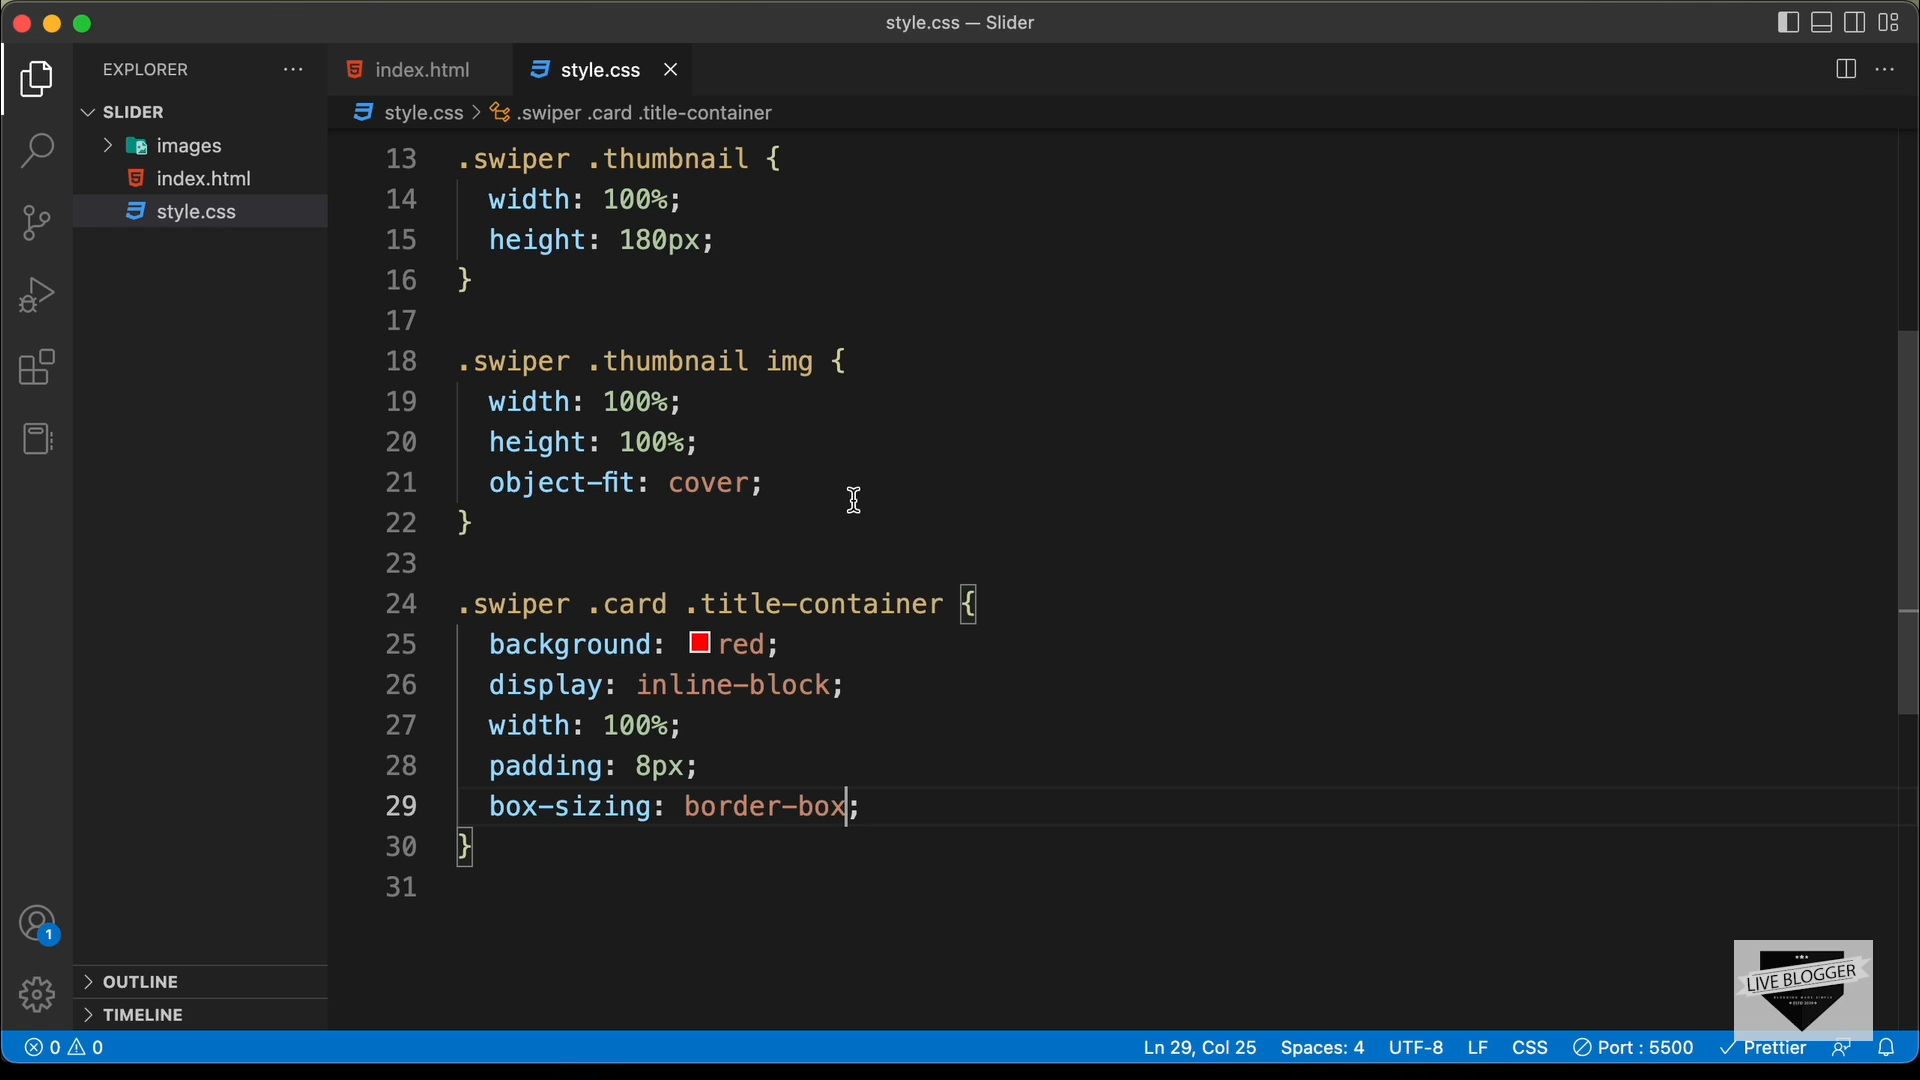 style.css — Slider
EXPLORER
index.html
style.css
SLIDER
style.css > .swiper .card .title-container
images
index.html
style.css
13 .swiper .thumbnail {
14 width: 100%;
15 height: 180px;
16 }
17
18 .swiper .thumbnail img {
19 width: 100%;
20 height: 100%;
21 object-fit: cover;
22 }
23
24 .swiper .card .title-container {
25 background: red;
26 display: inline-block;
27 width: 100%;
28 padding: 8px;
29 box-sizing: border-box;
30 }
31
1
OUTLINE
TIMELINE
LIVE BLOGGER
0 0 Ln 29, Col 25 Spaces: 4 UTF-8 LF CSS Port : 5500 Prettier